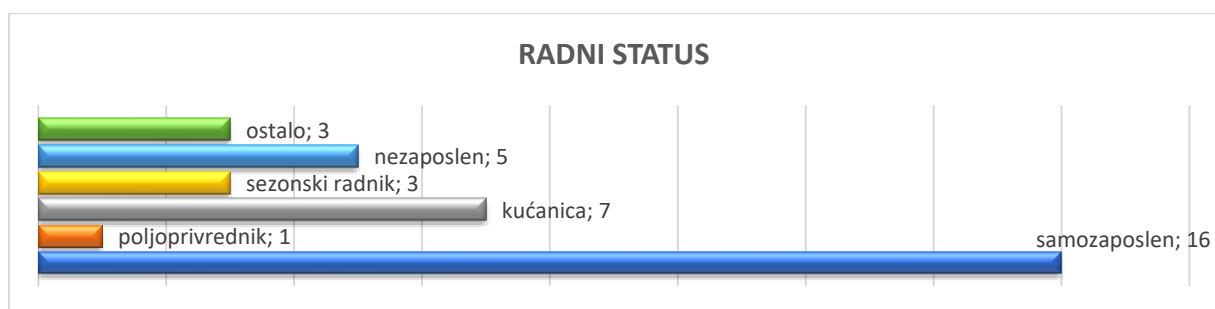 RADNI STATUS
ostalo; 3
nezaposlen; 5
sezonski radnik; 3
kućanica; 7
poljoprivrednik; 1
samozaposlen; 16